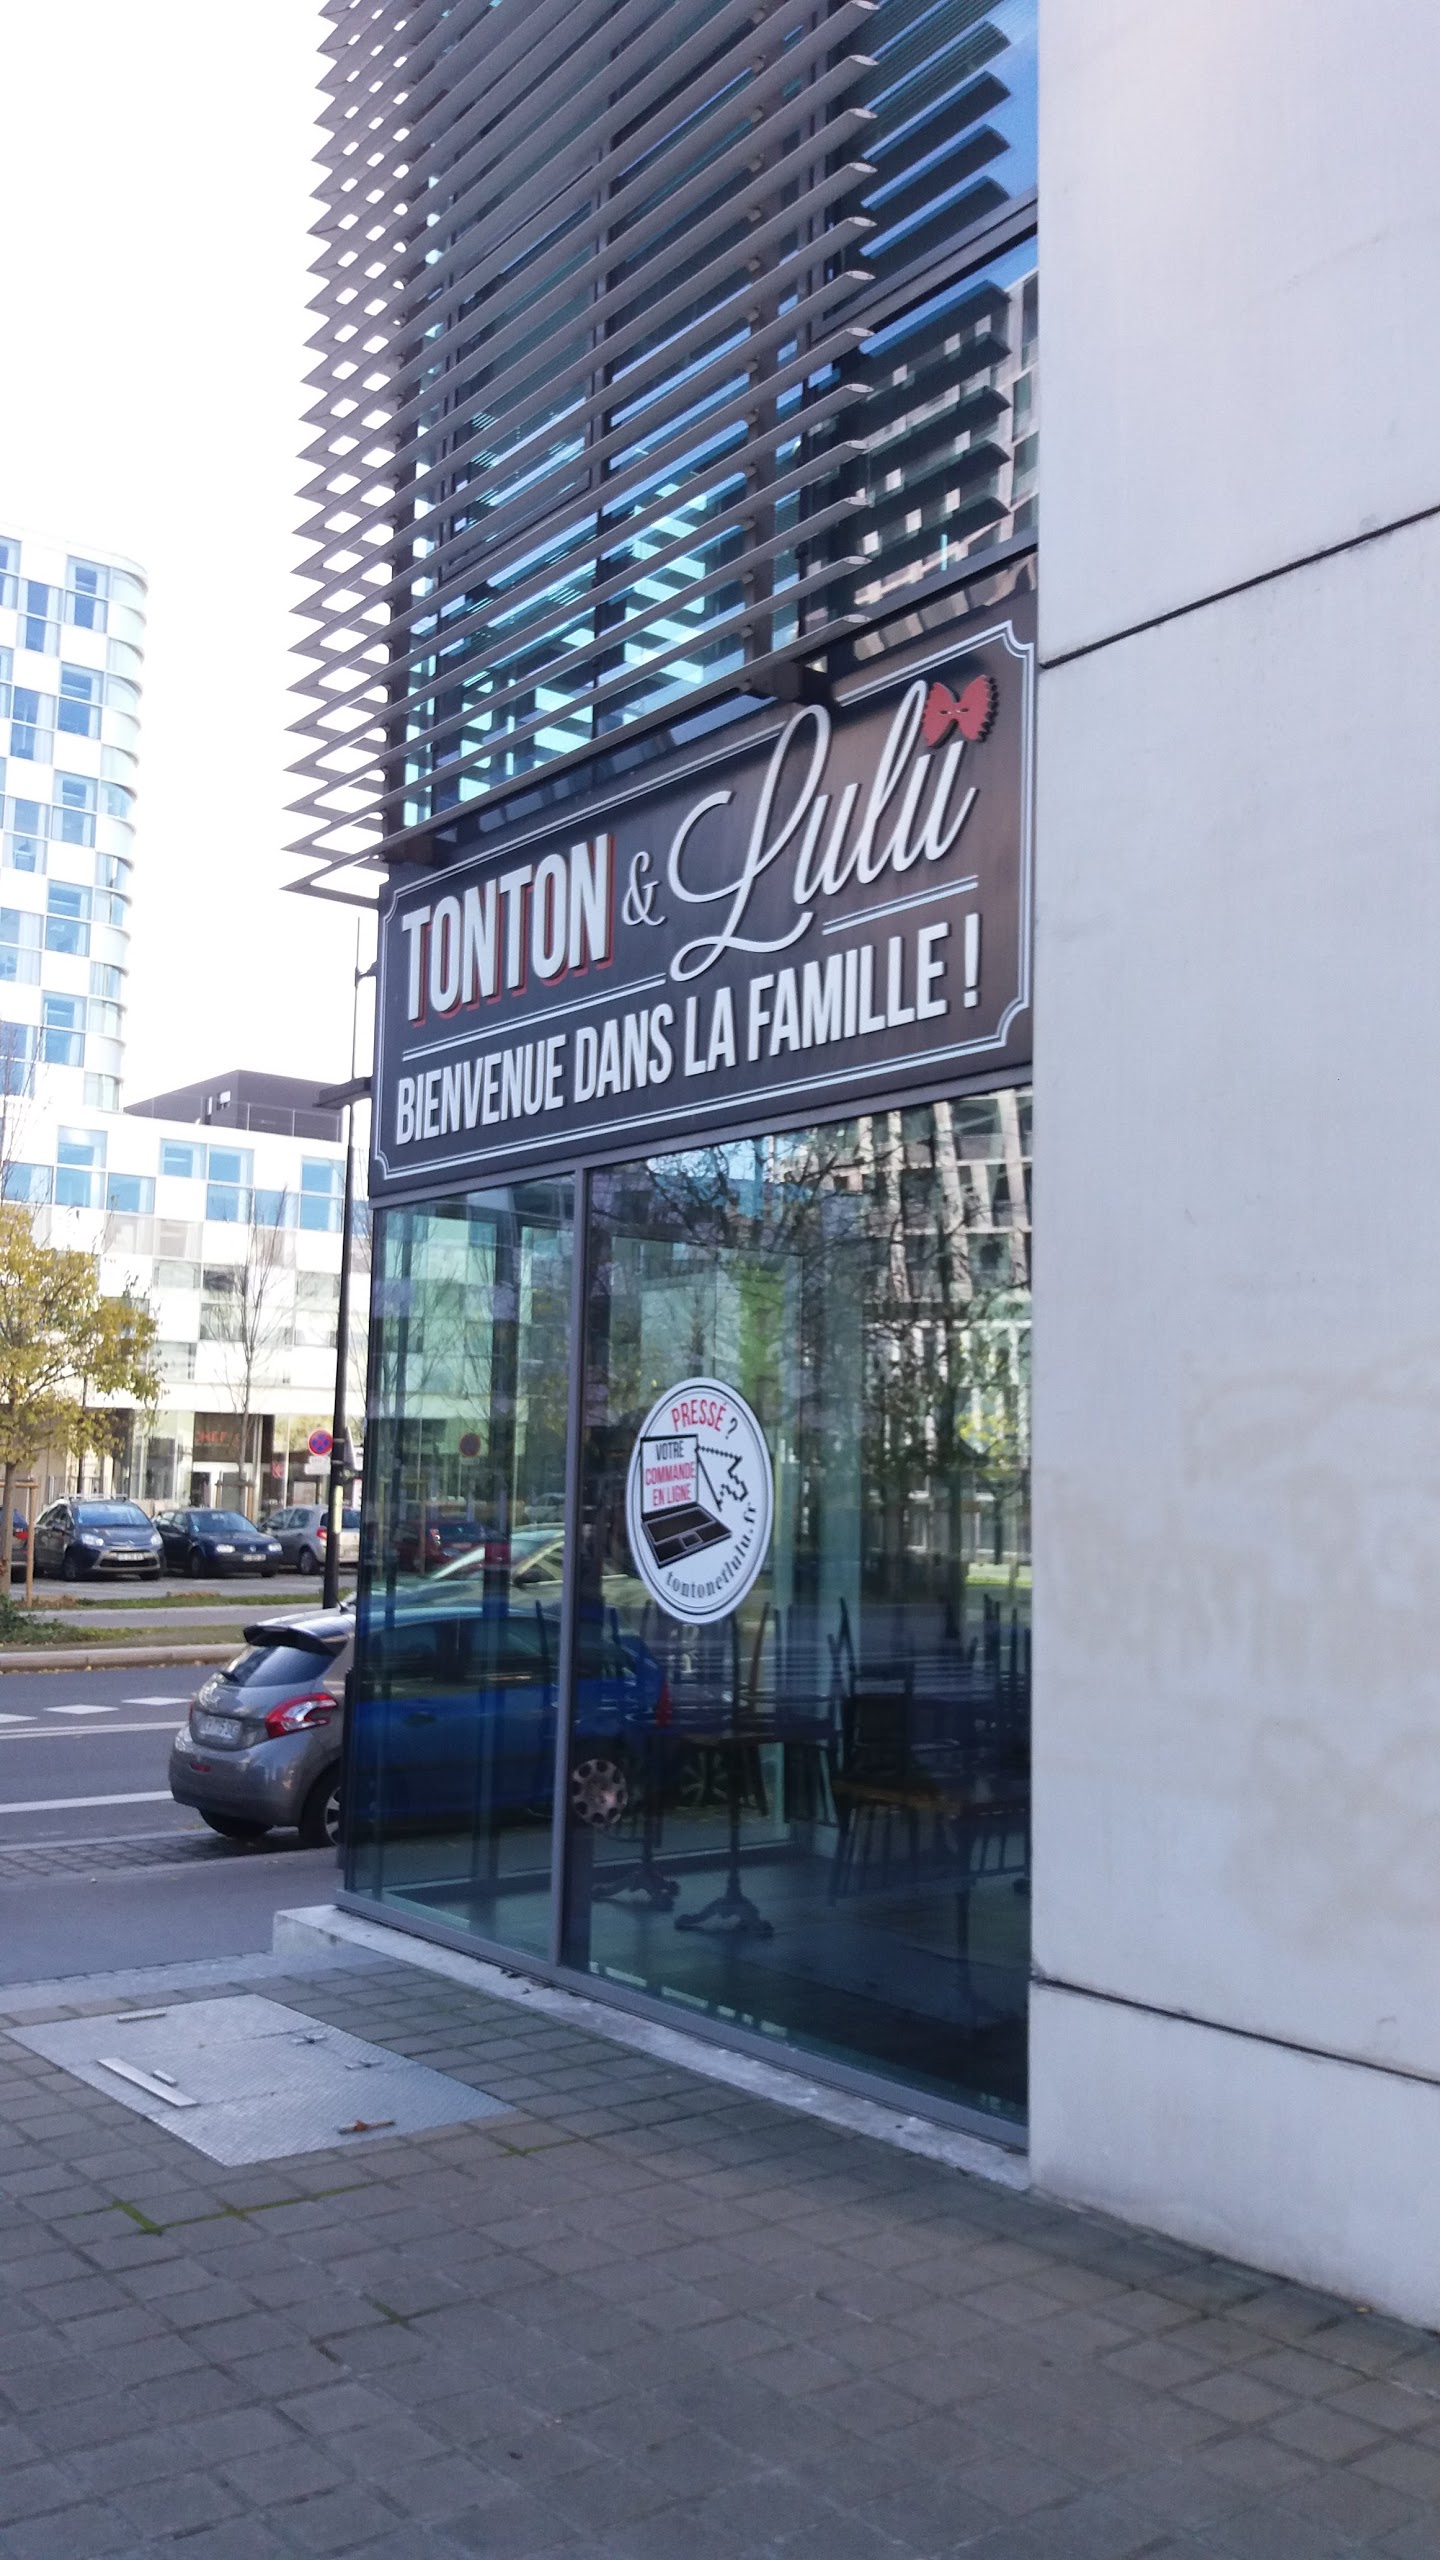 TONTON & Lulu
BIENVENUE DANS LA FAMILLE !
PRESSÉ ?
VOTRE
COMMANDE
EN LIGNE
tontonetlulu.fr